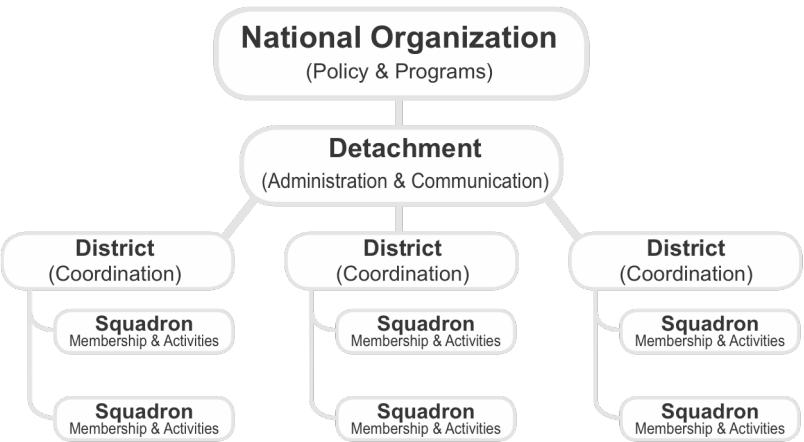 National Organization
(Policy & Programs)
Detachment
(Administration & Communication)
District
(Coordination)
Squadron
Membership & Activities
Squadron
Membership & Activities
District
(Coordination)
Squadron
Membership & Activities
Squadron
Membership & Activities
District
(Coordination)
Squadron
Membership & Activities
Squadron
Membership & Activities